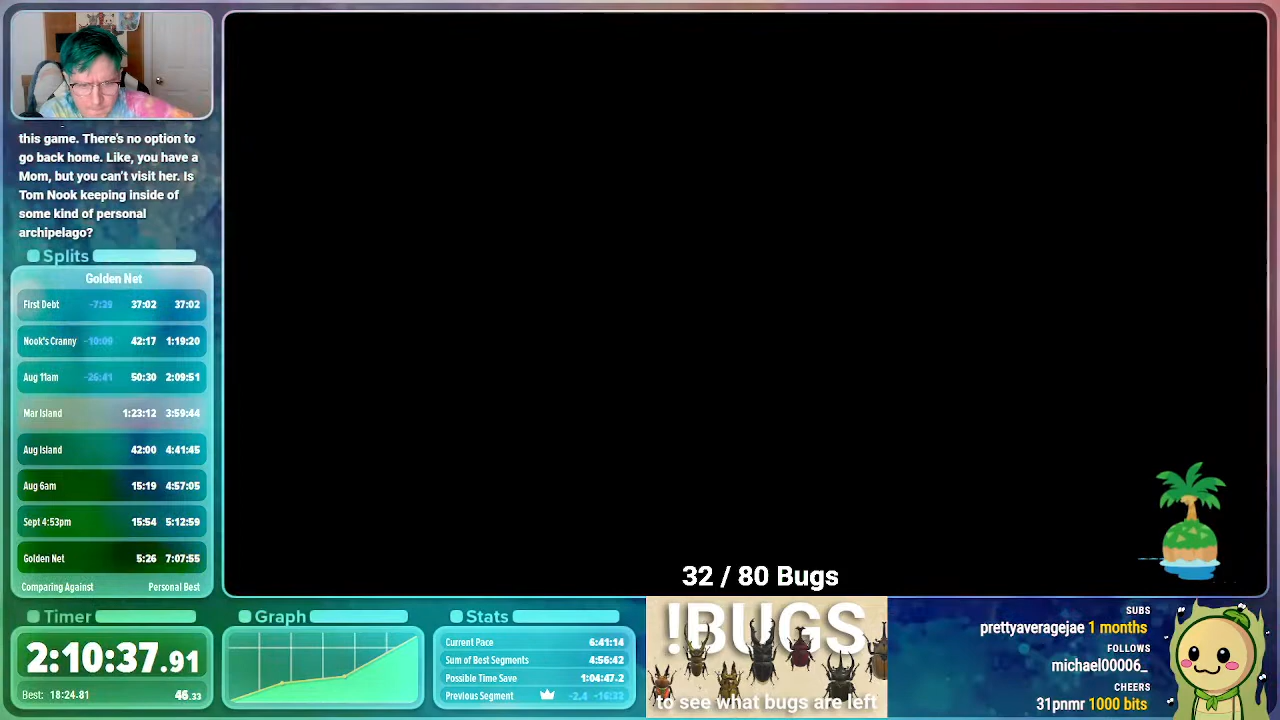 this game. There's no option to
go back home. Like, you have a
Mom, but you can't visit her. Is
Tom Nook keeping inside of
some kind of personal
archipelago?
Splits
Golden Net
First Debt -7:29 37:02 37:02
Nook's Cranny -10:09 42:17 1:19:20
Aug 11am -26:41 50:30 2:09:51
Mar Island 1:23:12 3:59:44
Aug Island 42:00 4:41:45
Aug 6am 15:19 4:57:05
Sept 4:53pm 15:54 5:12:59
Golden Net 5:26 7:07:55
Comparing Against Personal Best
Timer
2:10:37.91
Best: 18:24.81 46.33
Graph
Stats
Current Pace 6:41:14
Sum of Best Segments 4:56:42
Possible Time Save 1:04:47.2
Previous Segment -2.4 -16:32
32 / 80 Bugs
!BUGS
to see what bugs are left
SUBS
prettyaveragejae 1 months
FOLLOWS
michael00006_
CHEERS
31pnmr 1000 bits